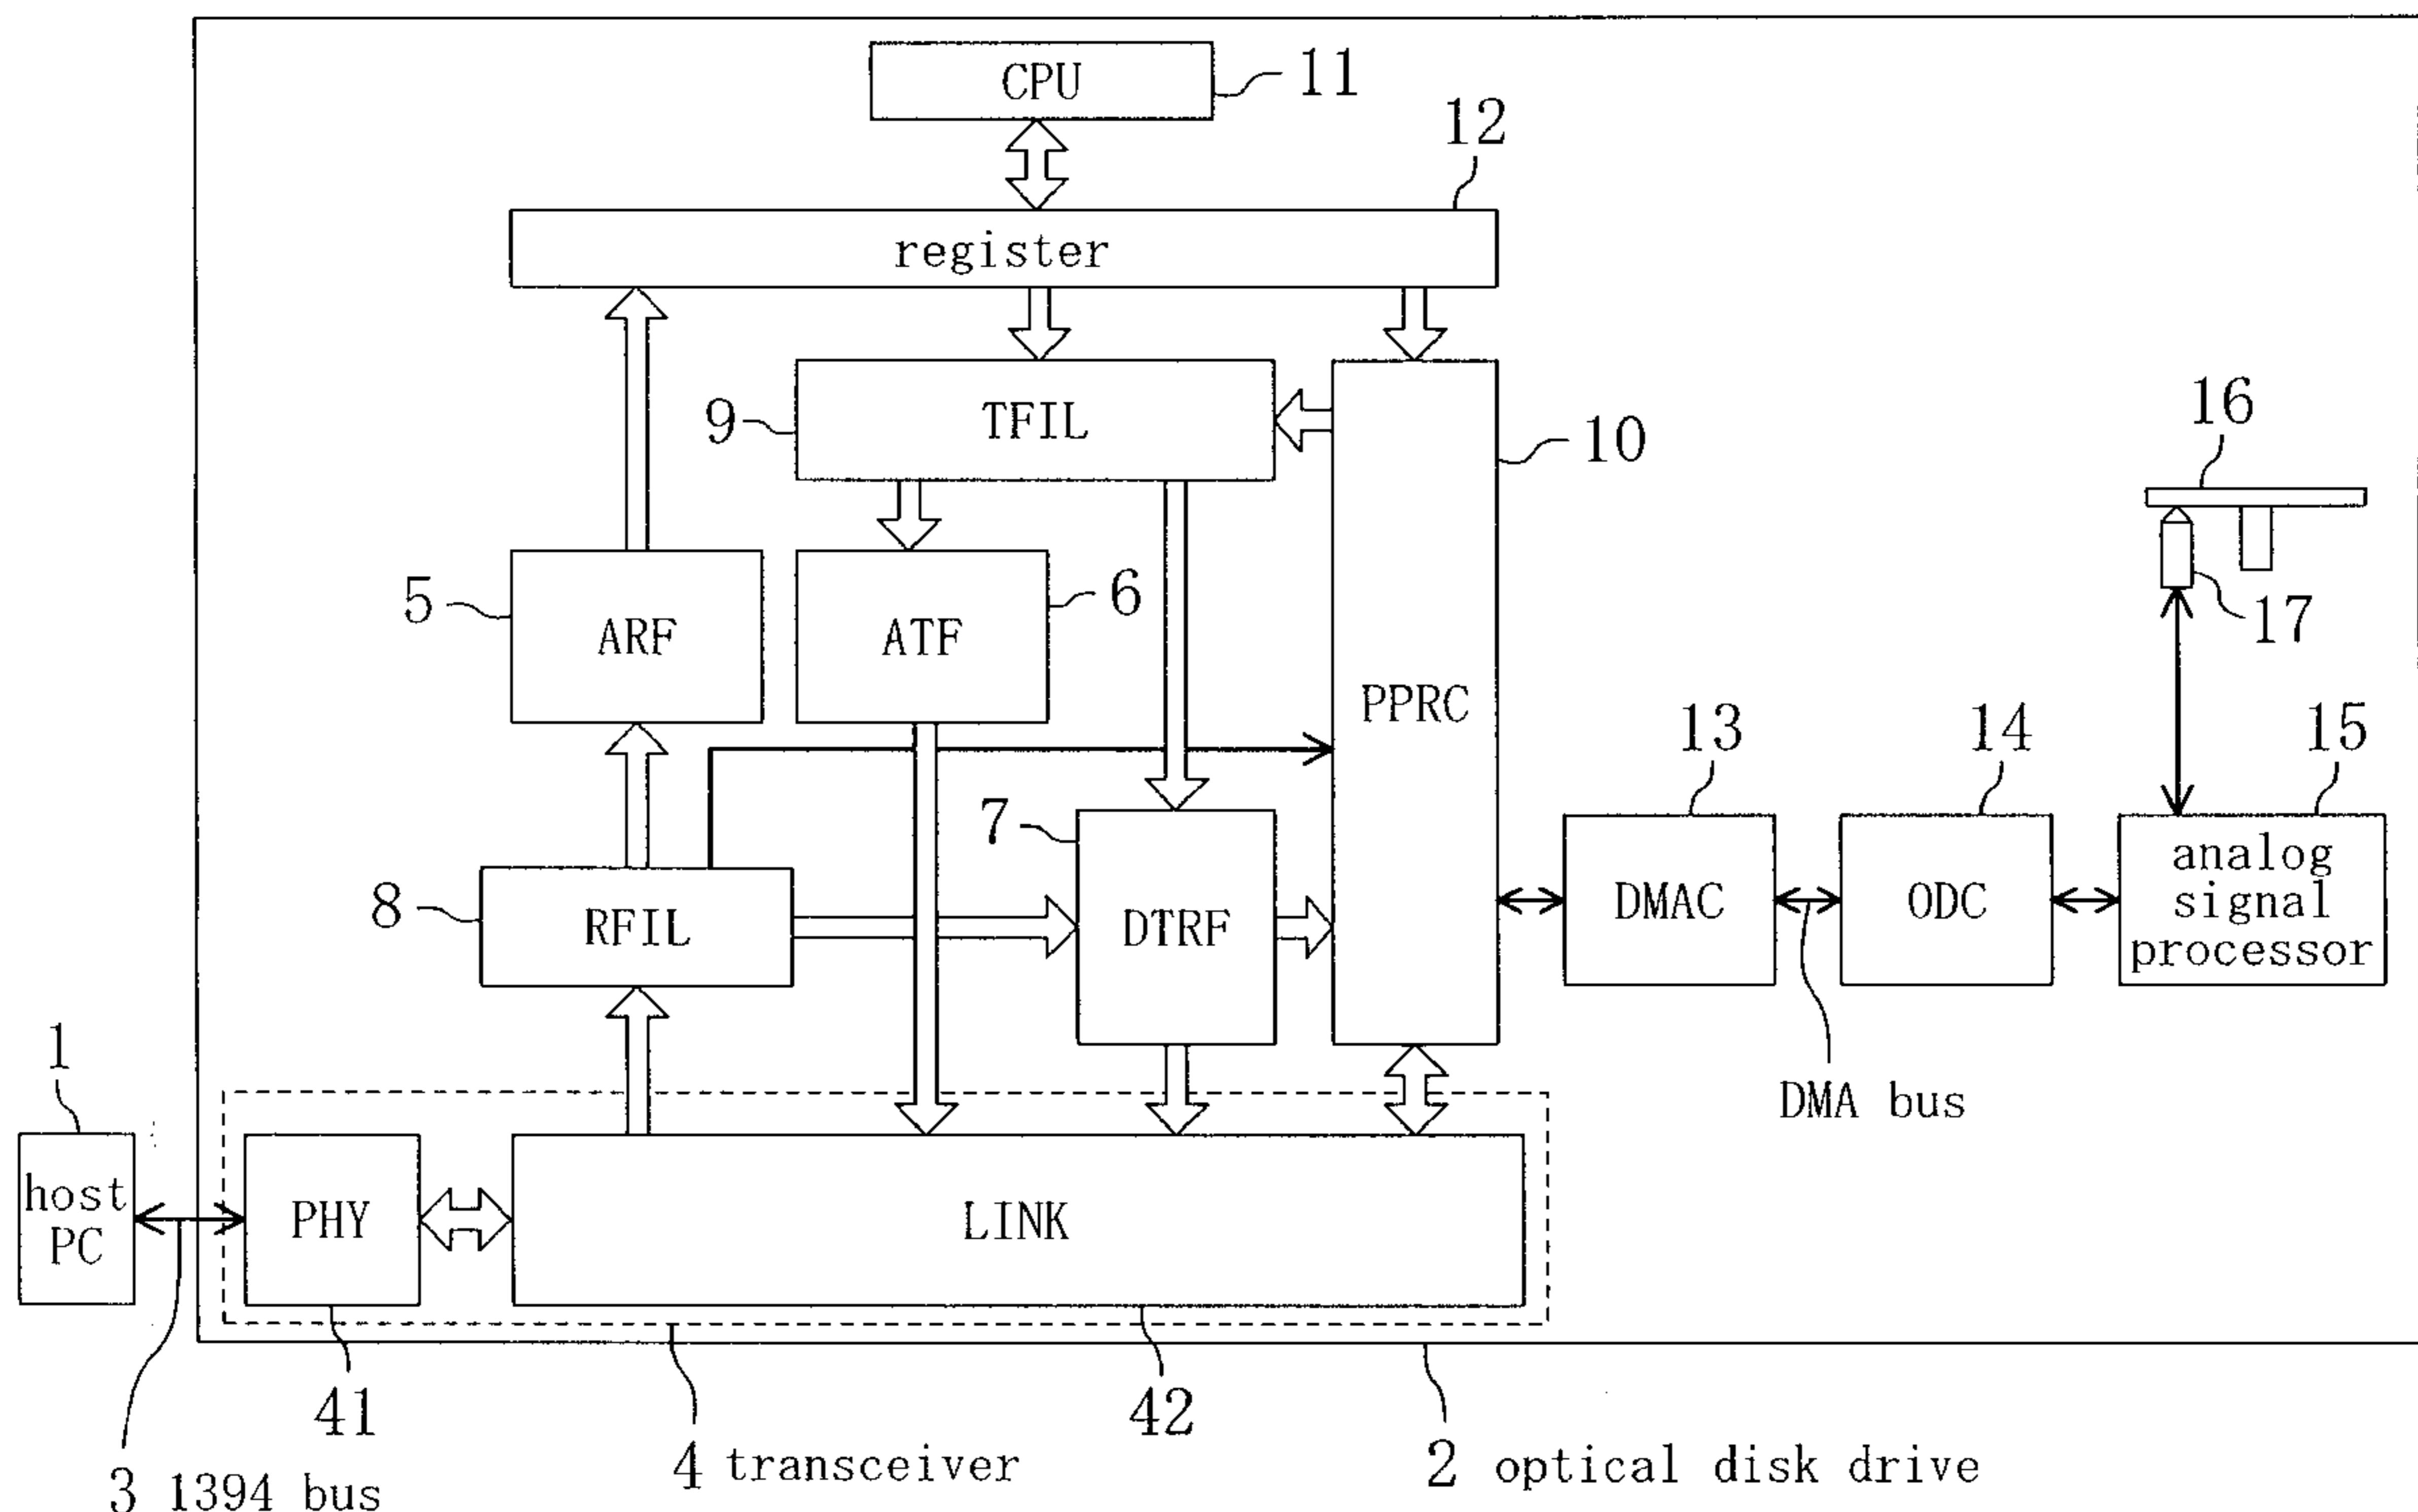 CPU
11
12
register
9
TFIL
10
16
5
ARF
ATF
6
17
PPRC
13
14
15
7
8
RFIL
DTRF
DMAC
ODC
analog
signal
processor
1
DMA bus
host
PC
PHY
LINK
41
42
3 1394 bus
4 transceiver
2 optical disk drive